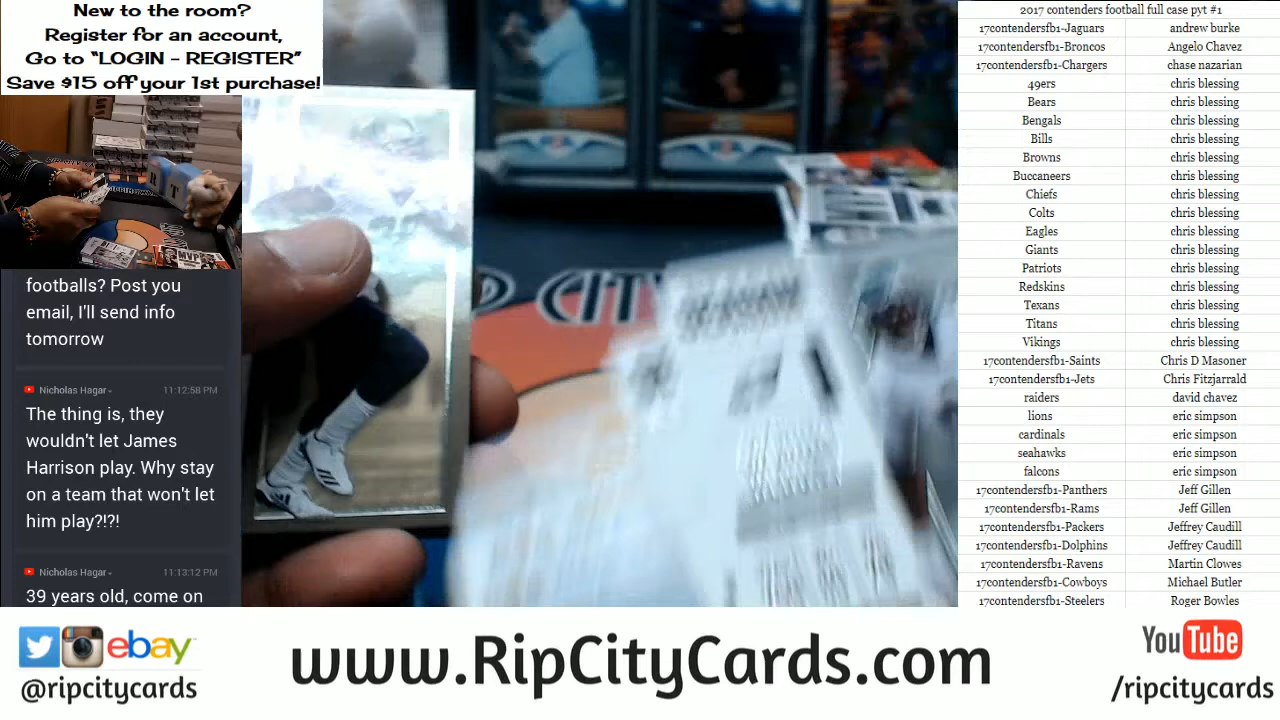 New to the room?
Register for an account,
Go to “LOGIN - REGISTER”
Save $15 off your 1st purchase!
footballs? Post you
email, I'll send info
tomorrow
Nicholas Hagar
11:12:58 PM
The thing is, they
wouldn't let James
Harrison play. Why stay
on a team that won't let
him play?!?!
Nicholas Hagar
11:13:12 PM
39 years old, come on
CIT
MVP
2017 contenders football full case pyt #1
17contendersfb1-Jaguars andrew burke
17contendersfb1-Broncos Angelo Chavez
17contendersfb1-Chargers chase nazarian
49ers chris blessing
Bears chris blessing
Bengals chris blessing
Bills chris blessing
Browns chris blessing
Buccaneers chris blessing
Chiefs chris blessing
Colts chris blessing
Eagles chris blessing
Giants chris blessing
Patriots chris blessing
Redskins chris blessing
Texans chris blessing
Titans chris blessing
Vikings chris blessing
17contendersfb1-Saints Chris D Masoner
17contendersfb1-Jets Chris Fitzjarrald
raiders david chavez
lions eric simpson
cardinals eric simpson
seahawks eric simpson
falcons eric simpson
17contendersfb1-Panthers Jeff Gillen
17contendersfb1-Rams Jeff Gillen
17contendersfb1-Packers Jeffrey Caudill
17contendersfb1-Dolphins Jeffrey Caudill
17contendersfb1-Ravens Martin Clowes
17contendersfb1-Cowboys Michael Butler
17contendersfb1-Steelers Roger Bowles
ebay
@ripcitycards
www.RipCityCards.com
YouTube
/ripcitycards